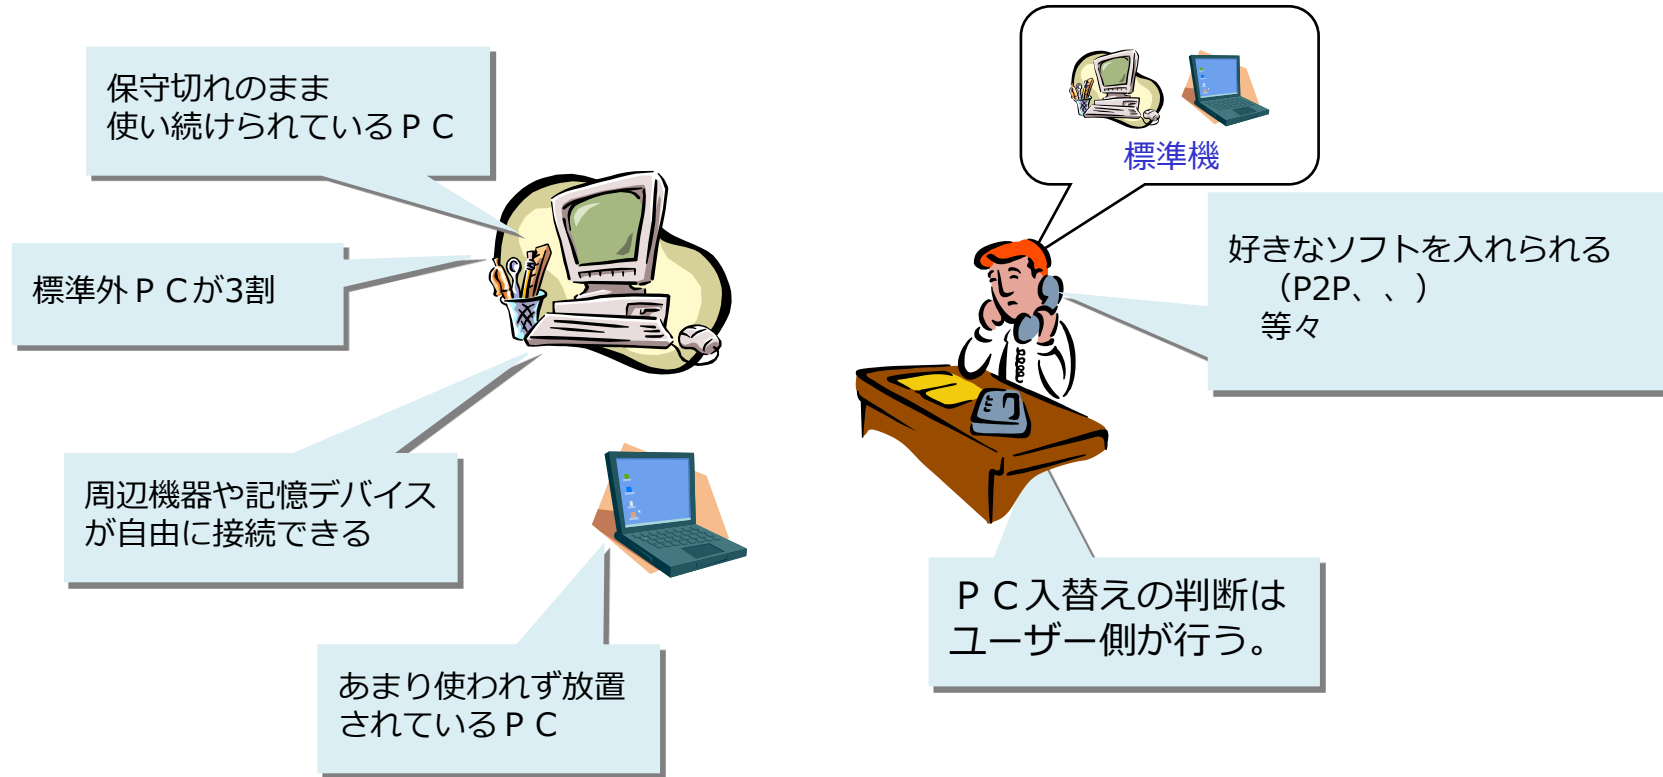 保守切れのまま
使い続けられているＰＣ
標準外ＰＣが3割
周辺機器や記憶デバイス
が自由に接続できる
あまり使われず放置
されているＰＣ
標準機
好きなソフトを入れられる
（P2P、、）
等々
ＰＣ入替えの判断は
ユーザー側が行う。